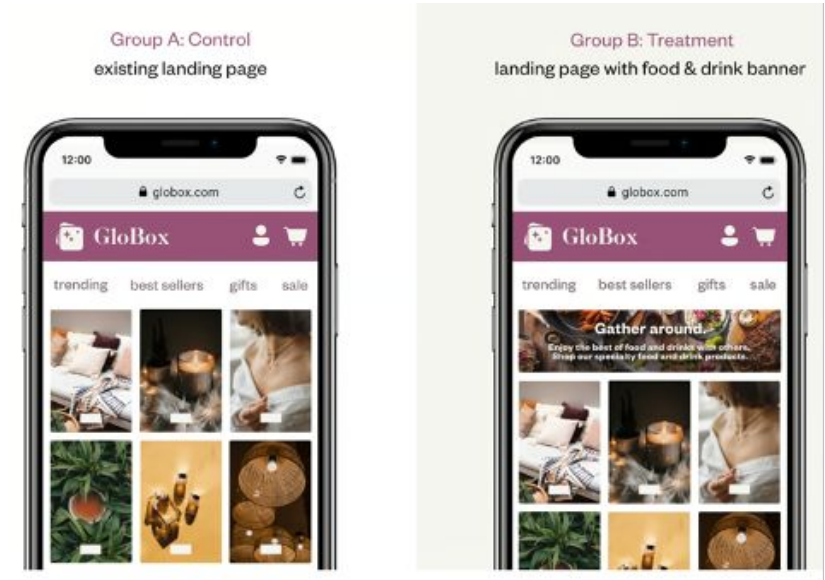 Group A: Control
existing landing page
12:00
globox.com
GloBox
trending best sellers gifts sale
Group B: Treatment
landing page with food & drink banner
12:00
globox.com
GloBox
trending best sellers gifts sale
Gather around.
Enjoy the best of food and drinks with others.
Shop our specialty food and drink products.